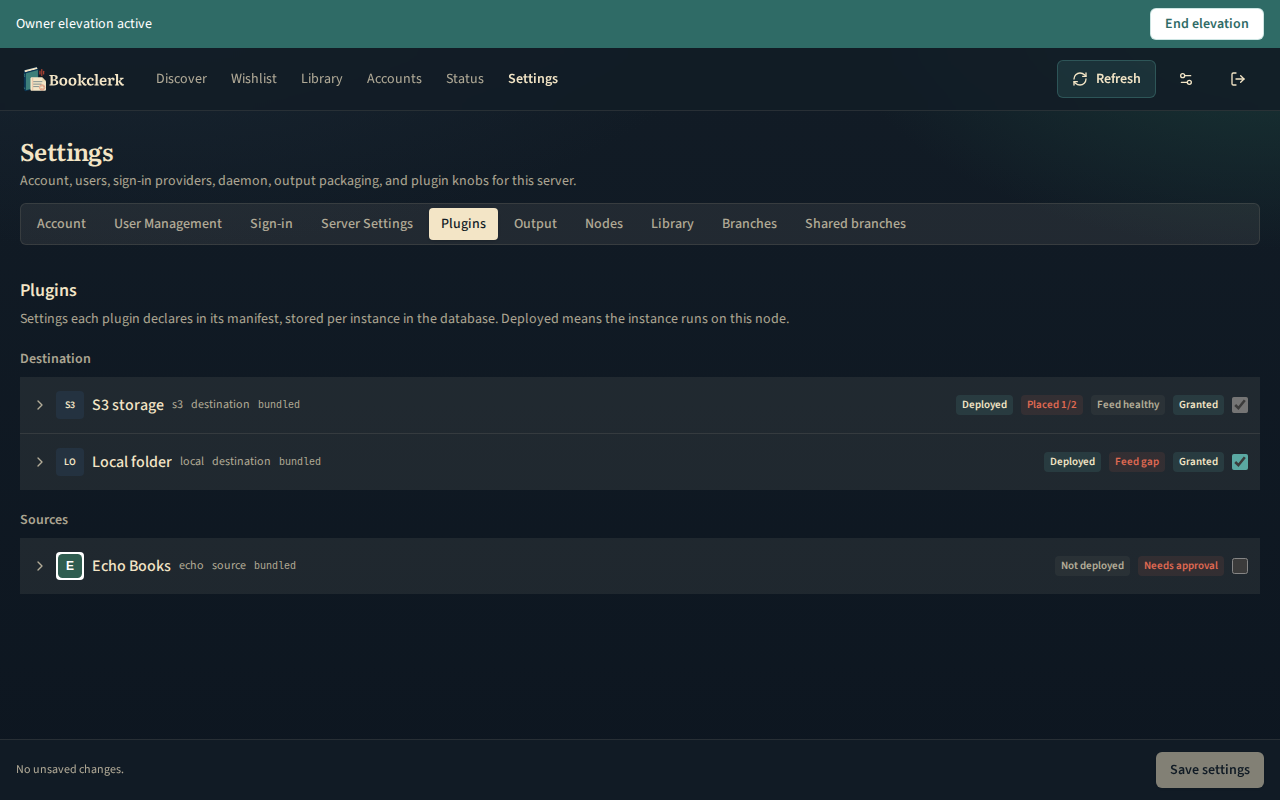 Owner elevation active
End elevation
Bookclerk
Discover
Wishlist
Library
Accounts
Status
Settings
Refresh
Settings
Account, users, sign-in providers, daemon, output packaging, and plugin knobs for this server.
Account
User Management
Sign-in
Server Settings
Plugins
Output
Nodes
Library
Branches
Shared branches
Plugins
Settings each plugin declares in its manifest, stored per instance in the database. Deployed means the instance runs on this node.
Destination
S3 S3 storage s3 destination bundled Deployed Placed 1/2 Feed healthy Granted
LO Local folder local destination bundled Deployed Feed gap Granted
Sources
E Echo Books echo source bundled Not deployed Needs approval
No unsaved changes.
Save settings